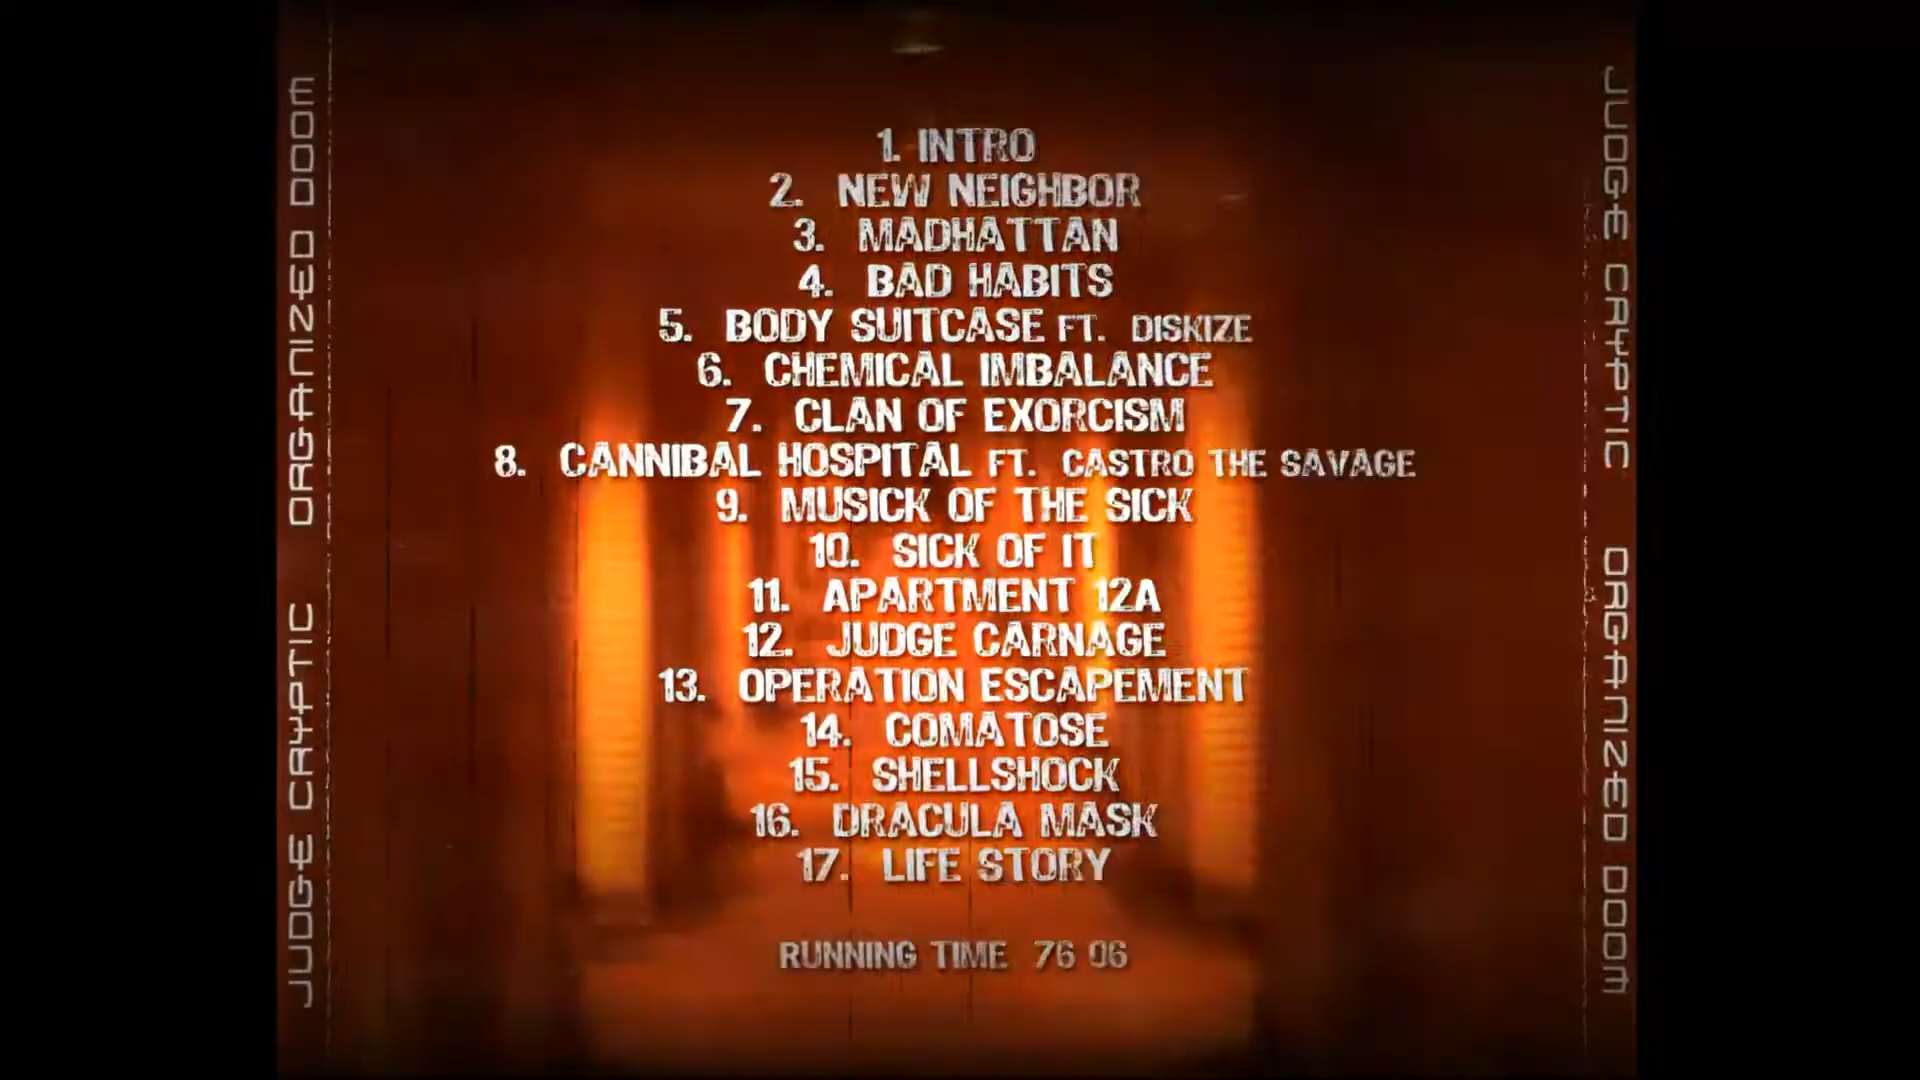 JUDGE CRYPTIC ORGANIZED DOOM
1. INTRO
2. NEW NEIGHBOR
3. MADHATTAN
4. BAD HABITS
5. BODY SUITCASE FT. DISKIZE
6. CHEMICAL IMBALANCE
7. CLAN OF EXORCISM
8. CANNIBAL HOSPITAL FT. CASTRO THE SAVAGE
9. MUSICK OF THE SICK
10. SICK OF IT
11. APARTMENT 12A
12. JUDGE CARNAGE
13. OPERATION ESCAPEMENT
14. COMATOSE
15. SHELLSHOCK
16. DRACULA MASK
17. LIFE STORY
RUNNING TIME 76 06
JUDGE CRYPTIC ORGANIZED DOOM